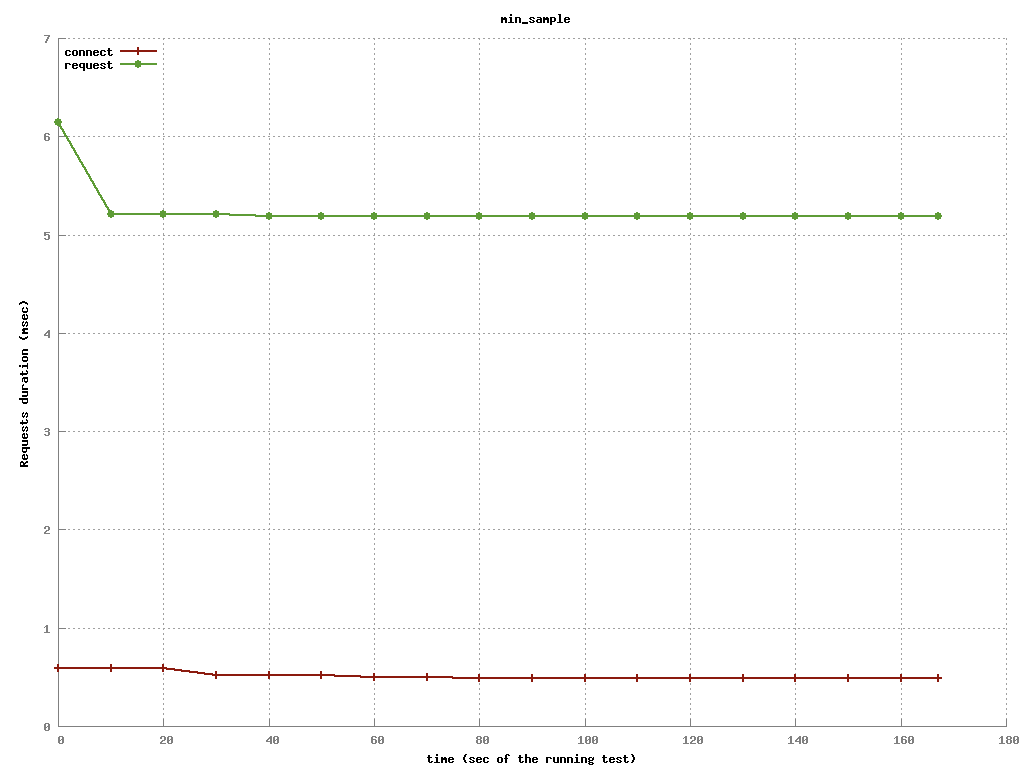 min_sample
7
connect
request
6
5
4
3
2
1
0
Requests duration (msec)
0 20 40 60 80 100 120 140 160 180
time (sec of the running test)